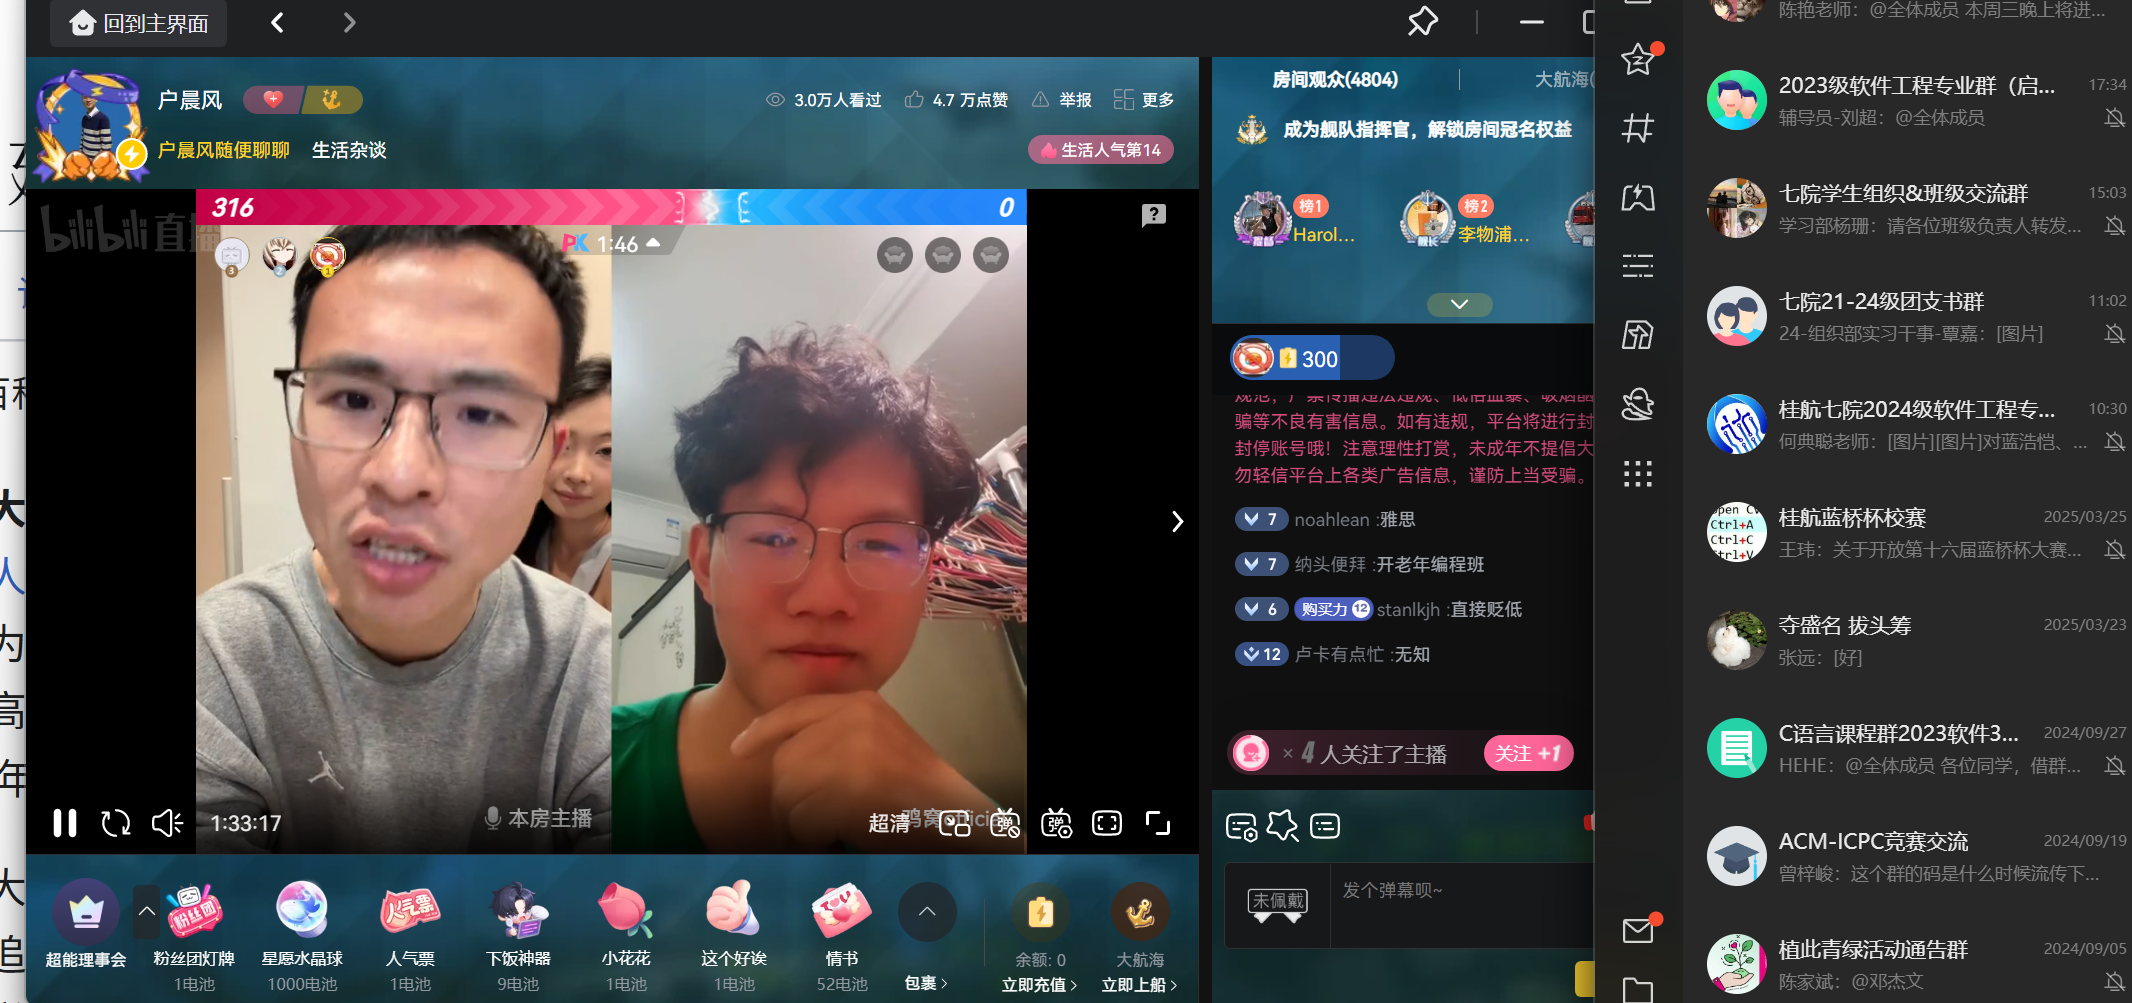 回到主界面
户晨风
3.0万人看过
4.7 万点赞
举报
更多
户晨风随便聊聊
生活杂谈
生活人气第14
316
0
bilibili 直播
PK 1:46
3
2
1
1:33:17
本房主播
超清
超能理事会
粉丝团
粉丝团灯牌
1电池
星愿水晶球
1000电池
人气票
人气票
1电池
下饭神器
9电池
小花花
1电池
这个好诶
1电池
情书
52电池
包裹
余额: 0
立即充值
大航海
立即上船
房间观众(4804)
大航海(
成为舰队指挥官，解锁房间冠名权益
榜1
Harol...
榜2
李物浦...
300
骗等不良有害信息。如有违规，平台将进行封
封停账号哦！注意理性打赏，未成年不提倡大
勿轻信平台上各类广告信息，谨防上当受骗。
7 noahlean :雅思
7 纳头便拜 :开老年编程班
6 购买力 12 stanlkjh :直接贬低
12 卢卡有点忙 :无知
× 4 人关注了主播
关注 +1
未佩戴
发个弹幕呗~
陈艳老师：@全体成员 本周三晚上将进...
2023级软件工程专业群（启...
17:34
辅导员-刘超：@全体成员
七院学生组织&班级交流群
15:03
学习部杨珊：请各位班级负责人转发...
七院21-24级团支书群
11:02
24-组织部实习干事-覃嘉：[图片]
桂航七院2024级软件工程专...
10:30
何典聪老师：[图片][图片]对蓝浩恺、...
Ctrl+A
Ctrl+C
桂航蓝桥杯校赛
2025/03/25
王玮：关于开放第十六届蓝桥杯大赛...
夺盛名 拔头筹
2025/03/23
张远：[好]
C语言课程群2023软件3...
2024/09/27
HEHE：@全体成员 各位同学，借群...
ACM-ICPC竞赛交流
2024/09/19
曾梓峻：这个群的码是什么时候流传下...
植此青绿活动通告群
2024/09/05
陈家斌：@邓杰文